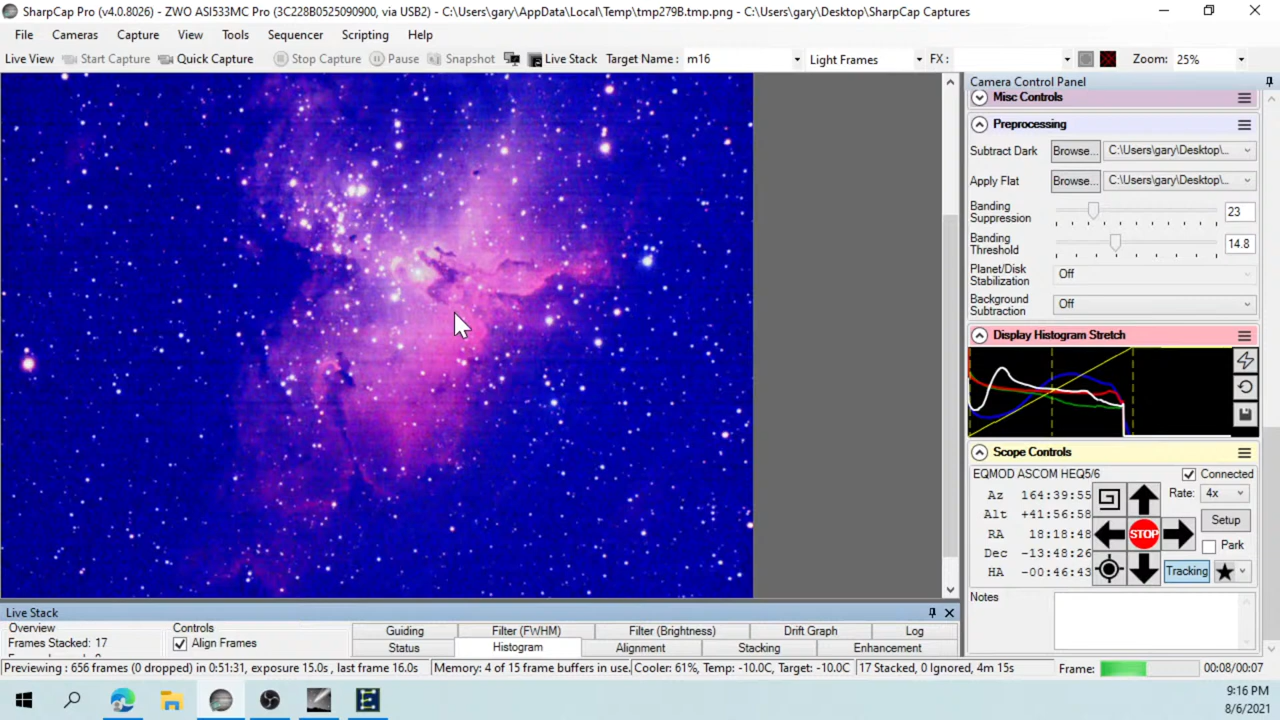 SharpCap Pro (v4.0.8026) - ZWO ASI533MC Pro (3C228B0525090900, via USB2) - C:\Users\gary\AppData\Local\Temp\tmp279B.tmp.png - C:\Users\gary\Desktop\SharpCap Captures
File Cameras Capture View Tools Sequencer Scripting Help
Live View Start Capture Quick Capture Stop Capture Pause Snapshot Live Stack Target Name : m16 Light Frames FX : Zoom: 25%
Camera Control Panel
Misc Controls
Preprocessing
Subtract Dark Browse... C:\Users\gary\Desktop\...
Apply Flat Browse... C:\Users\gary\Desktop\...
Banding
Suppression 23
Banding
Threshold 14.8
Planet/Disk
Stabilization Off
Background
Subtraction Off
Display Histogram Stretch
Scope Controls
EQMOD ASCOM HEQ5/6 Connected
Az 164:39:55 Rate: 4x
Alt +41:56:58
RA 18:18:48 STOP Setup
Dec -13:48:26 Park
HA -00:46:43 Tracking
Notes
Live Stack
Overview Controls Guiding Filter (FWHM) Filter (Brightness) Drift Graph Log
Frames Stacked: 17 Align Frames Status Histogram Alignment Stacking Enhancement
Previewing : 656 frames (0 dropped) in 0:51:31, exposure 15.0s, last frame 16.0s Memory: 4 of 15 frame buffers in use. Cooler: 61%, Temp: -10.0C, Target: -10.0C 17 Stacked, 0 Ignored, 4m 15s Frame: 00:08/00:07
9:16 PM
8/6/2021